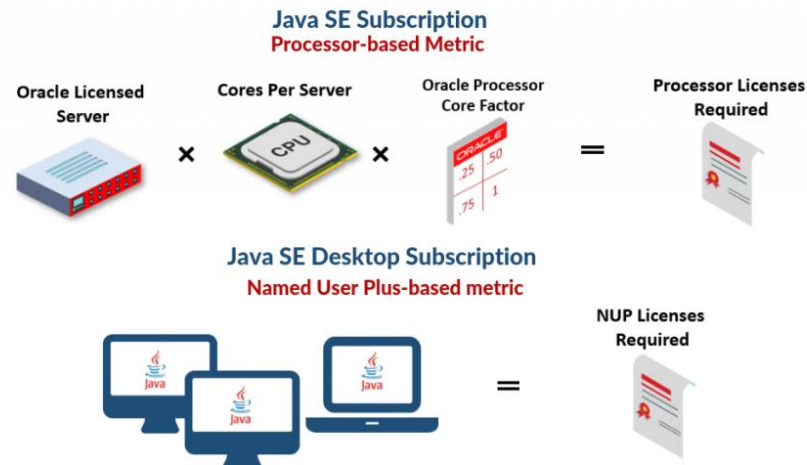 Java SE Subscription
Processor-based Metric
Oracle Licensed
Server
Cores Per Server
Oracle Processor
Core Factor
Processor Licenses
Required
×
CPU
×
ORACLE
.25 .50
.75 1
=
Java SE Desktop Subscription
Named User Plus-based metric
NUP Licenses
Required
Java
Java
Java
=